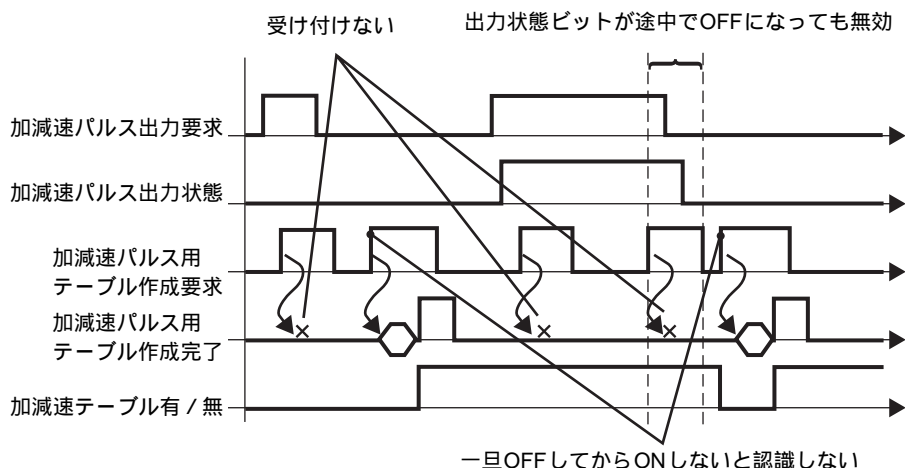 受け付けない
出力状態ビットが途中でOFFになっても無効
加減速パルス出力要求
加減速パルス出力状態
加減速パルス用
テーブル作成要求
加減速パルス用
テーブル作成完了
加減速テーブル有 / 無
一旦OFFしてからONしないと認識しない